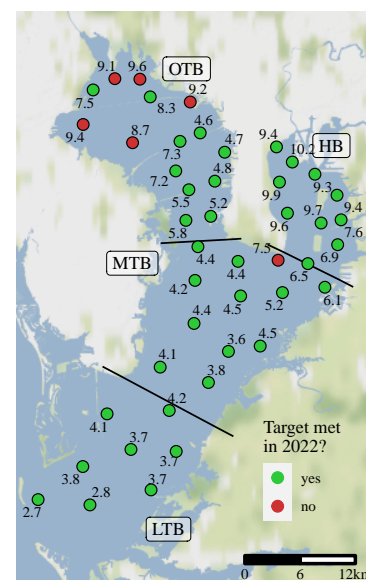 9.1 9.6 OTB
7.5 8.3 9.2
9.4 8.7 4.6
7.3 4.7 9.4 HB
10.2
7.2 4.8 9.9 9.3
5.5
5.8 5.2 9.6 9.7 9.4
7.6
MTB 4.4 4.4 7.5 6.9
6.5
4.2 4.5 5.2 6.1
4.4
4.1 3.6 4.5
3.8
4.1 4.2
3.7 3.7
3.8
2.7 2.8 3.7
LTB
Target met
in 2022?
yes
no
0 6 12km